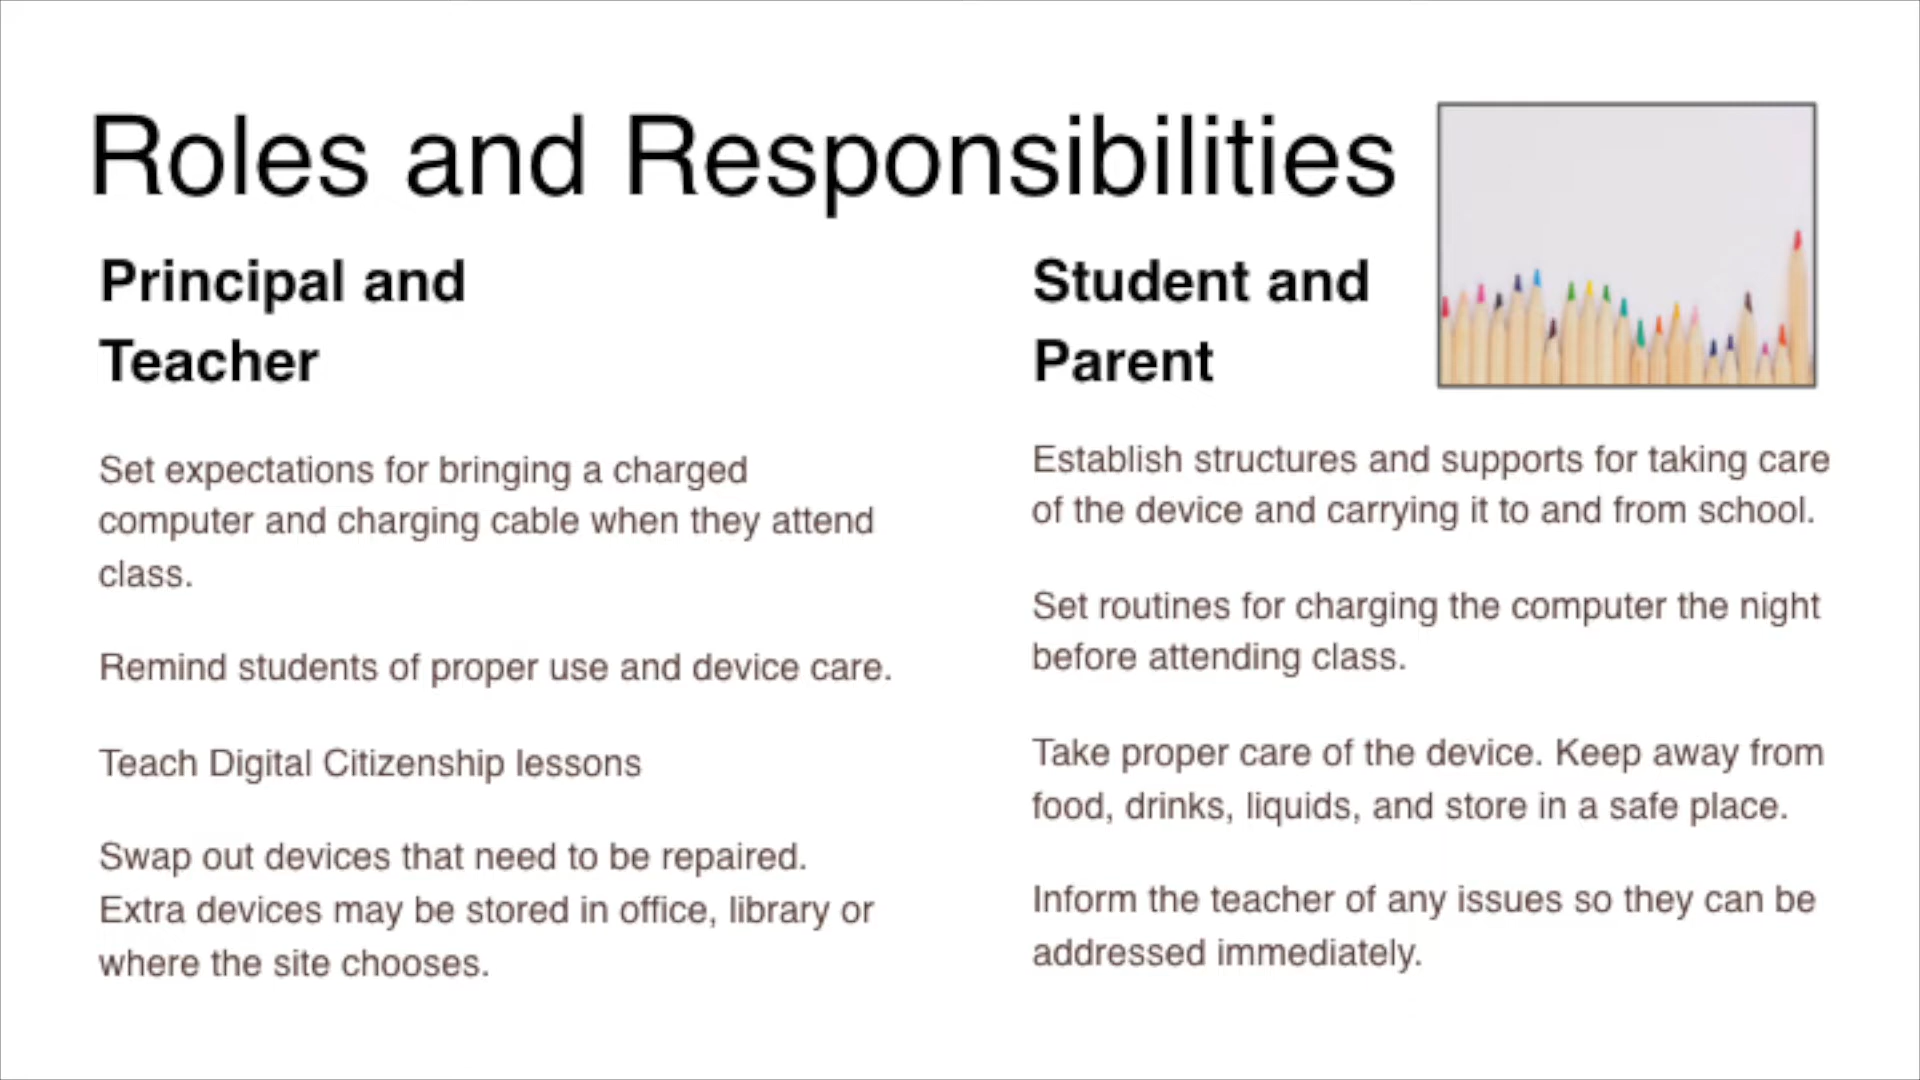 Roles and Responsibilities
Principal and
Teacher
Set expectations for bringing a charged
computer and charging cable when they attend
class.
Remind students of proper use and device care.
Teach Digital Citizenship lessons
Swap out devices that need to be repaired.
Extra devices may be stored in office, library or
where the site chooses.
Student and
Parent
Establish structures and supports for taking care
of the device and carrying it to and from school.
Set routines for charging the computer the night
before attending class.
Take proper care of the device. Keep away from
food, drinks, liquids, and store in a safe place.
Inform the teacher of any issues so they can be
addressed immediately.